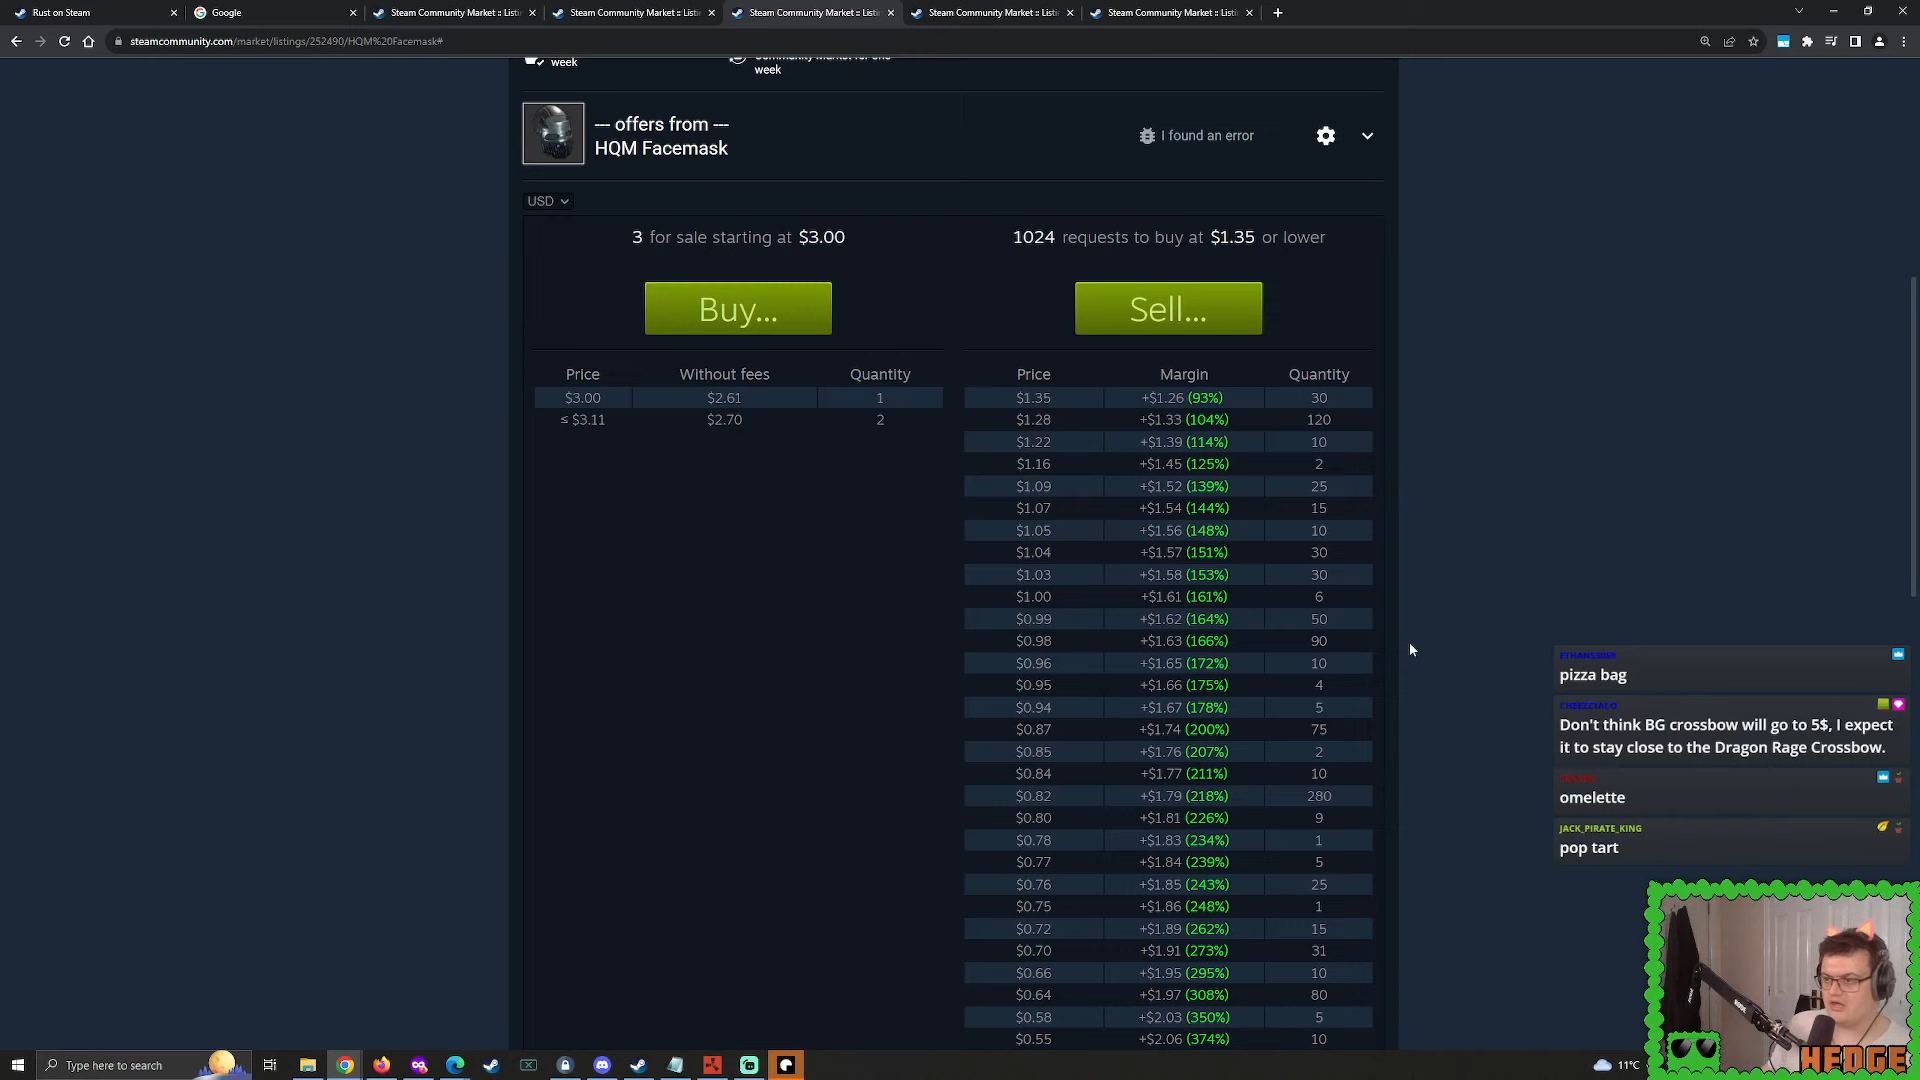 Rust on Steam
Google
Steam Community Market :: Listi
Steam Community Market :: Listi
Steam Community Market :: Listi
Steam Community Market :: Listi
Steam Community Market :: Listi
steamcommunity.com/market/listings/252490/HQM%20Facemask#
week
Community Market for one
week
--- offers from ---
HQM Facemask
I found an error
USD
3 for sale starting at $3.00
1024 requests to buy at $1.35 or lower
Buy...
Sell...
Price Without fees Quantity
$3.00 $2.61 1
≤ $3.11 $2.70 2
Price Margin Quantity
$1.35 +$1.26 (93%) 30
$1.28 +$1.33 (104%) 120
$1.22 +$1.39 (114%) 10
$1.16 +$1.45 (125%) 2
$1.09 +$1.52 (139%) 25
$1.07 +$1.54 (144%) 15
$1.05 +$1.56 (148%) 10
$1.04 +$1.57 (151%) 30
$1.03 +$1.58 (153%) 30
$1.00 +$1.61 (161%) 6
$0.99 +$1.62 (164%) 50
$0.98 +$1.63 (166%) 90
$0.96 +$1.65 (172%) 10
$0.95 +$1.66 (175%) 4
$0.94 +$1.67 (178%) 5
$0.87 +$1.74 (200%) 75
$0.85 +$1.76 (207%) 2
$0.84 +$1.77 (211%) 10
$0.82 +$1.79 (218%) 280
$0.80 +$1.81 (226%) 9
$0.78 +$1.83 (234%) 1
$0.77 +$1.84 (239%) 5
$0.76 +$1.85 (243%) 25
$0.75 +$1.86 (248%) 1
$0.72 +$1.89 (262%) 15
$0.70 +$1.91 (273%) 31
$0.66 +$1.95 (295%) 10
$0.64 +$1.97 (308%) 80
$0.58 +$2.03 (350%) 5
$0.55 +$2.06 (374%) 10
pizza bag
CHEEZYTACO
Don't think BG crossbow will go to 5$, I expect
it to stay close to the Dragon Rage Crossbow.
omelette
JACK_PIRATE_KING
pop tart
HEDGE
Type here to search
11°C